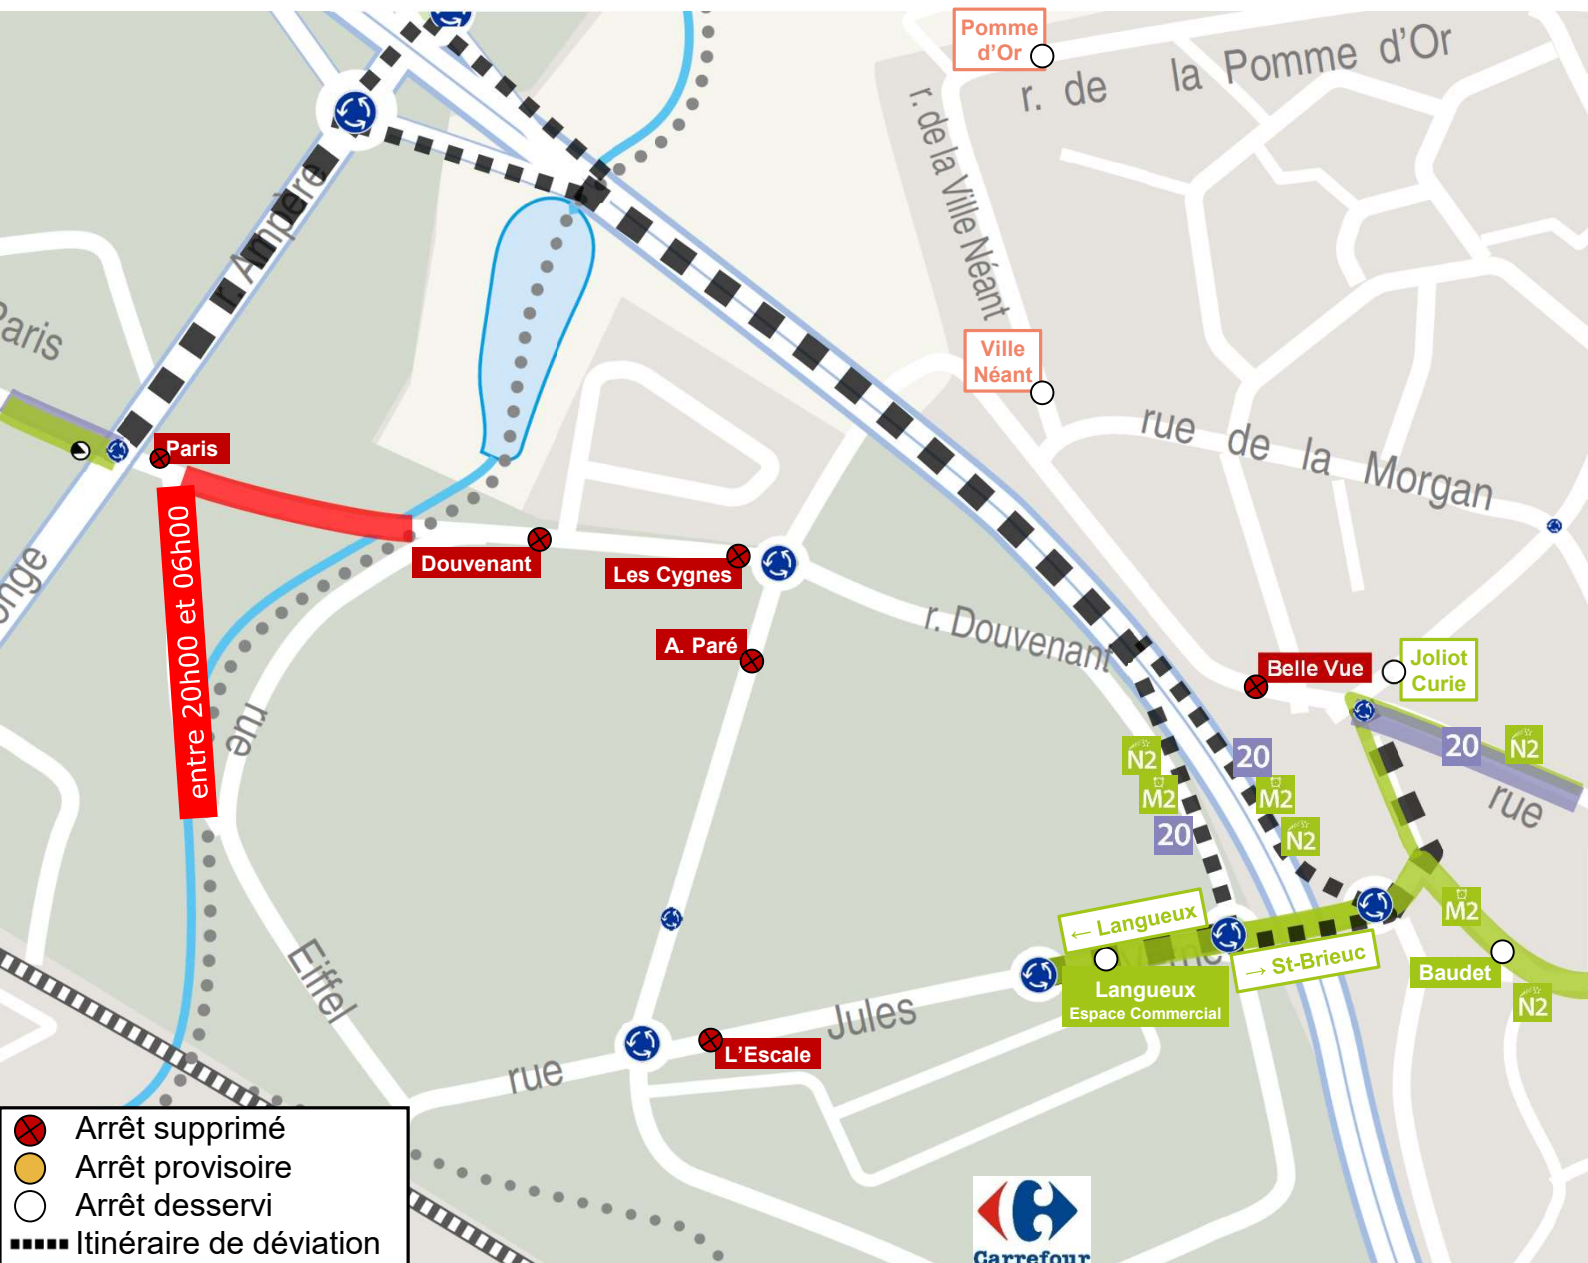 Pomme
d'Or
r. de la Pomme d'Or
r. de la Ville Néant
r. Ampère
Paris
Ville
Néant
rue de la Morgan
Paris
entre 20h00 et 06h00
Douvenant
Les Cygnes
A. Paré
r. Douvenant
Belle Vue
Joliot
Curie
rue
N2
M2
20
20
M2
N2
20
N2
rue
Eiffel
← Langueux
→ St-Brieuc
Langueux
Espace Commercial
M2
Baudet
N2
rue Jules
L'Escale
Arrêt supprimé
Arrêt provisoire
Arrêt desservi
Itinéraire de déviation
Carrefour